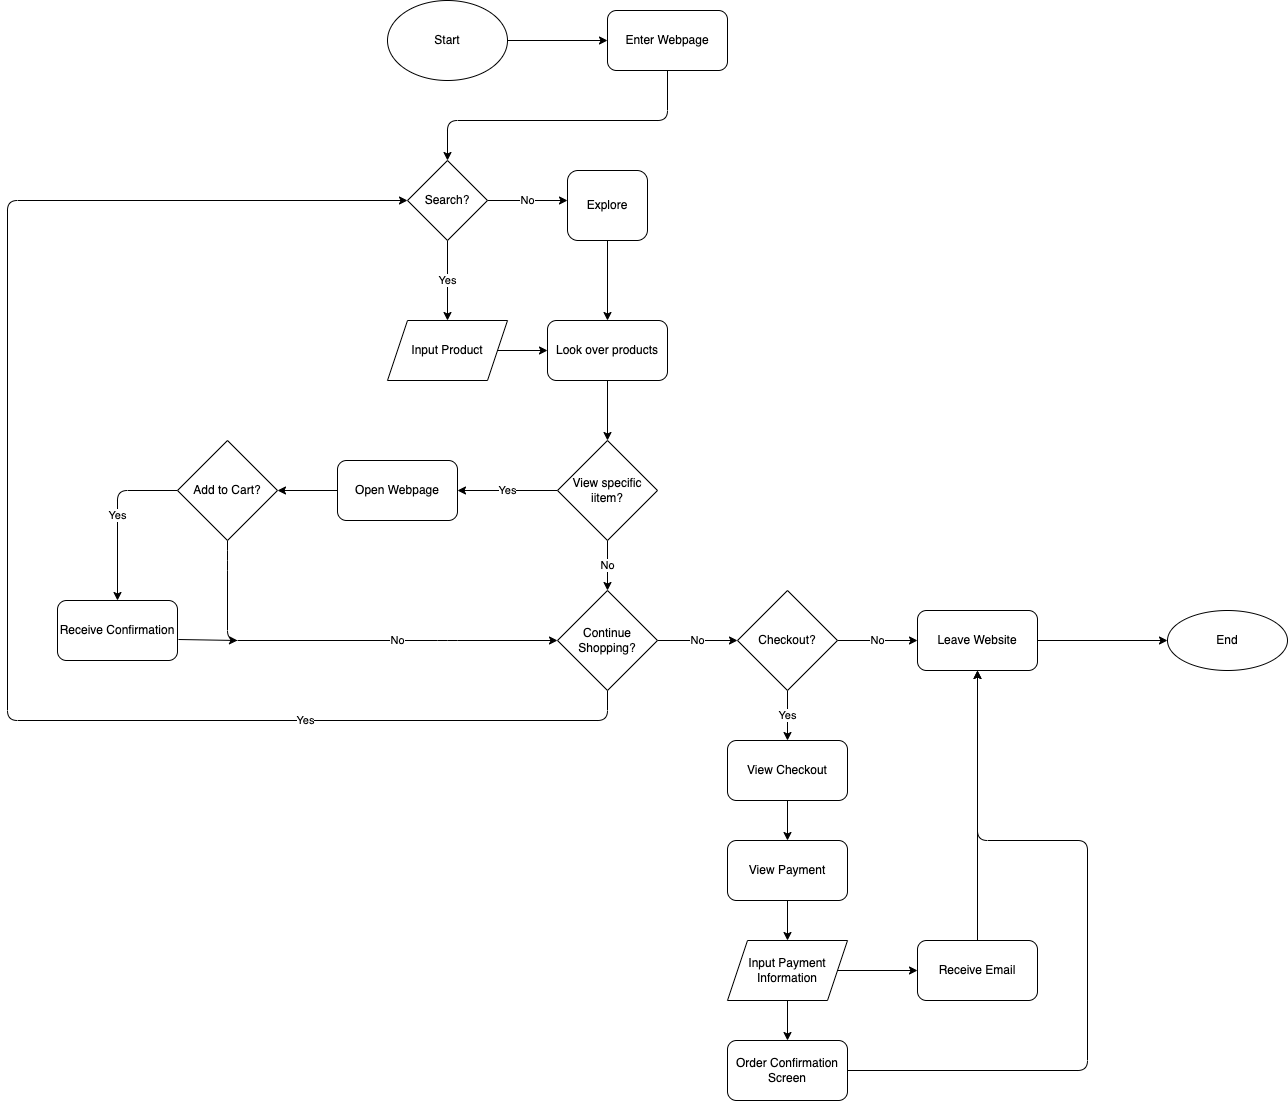 Start
Enter Webpage
Search?
No
Explore
Yes
Input Product
Look over products
Add to Cart?
Open Webpage
Yes
View specific
iitem?
Yes
No
Receive Confirmation
No
Continue
Shopping?
No
Checkout?
No
Leave Website
End
Yes
Yes
View Checkout
View Payment
Input Payment
Information
Receive Email
Order Confirmation
Screen